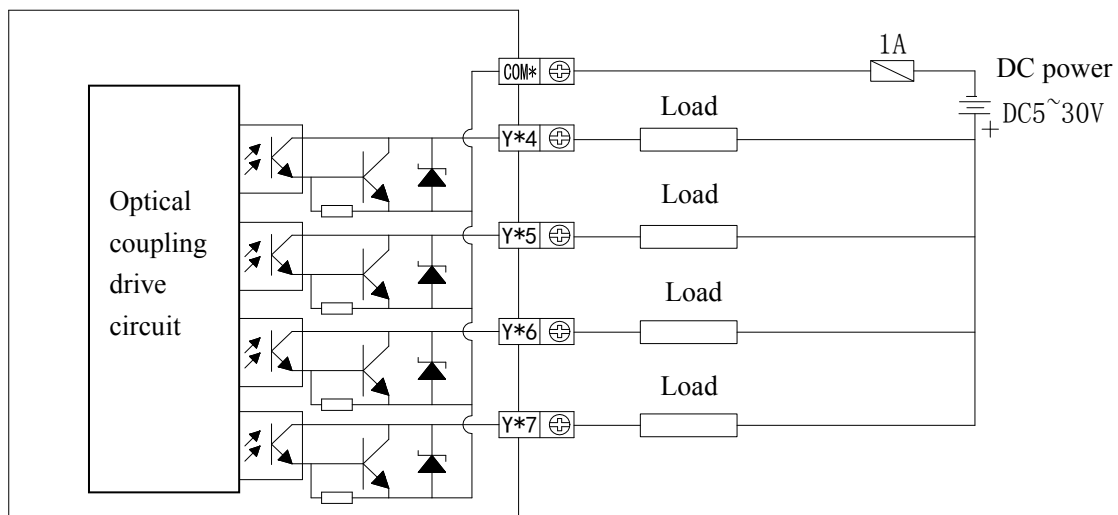 1A
COM*
DC power
DC5~30V
+
Load
Y*4
Load
Y*5
Load
Y*6
Load
Y*7
Optical
coupling
drive
circuit